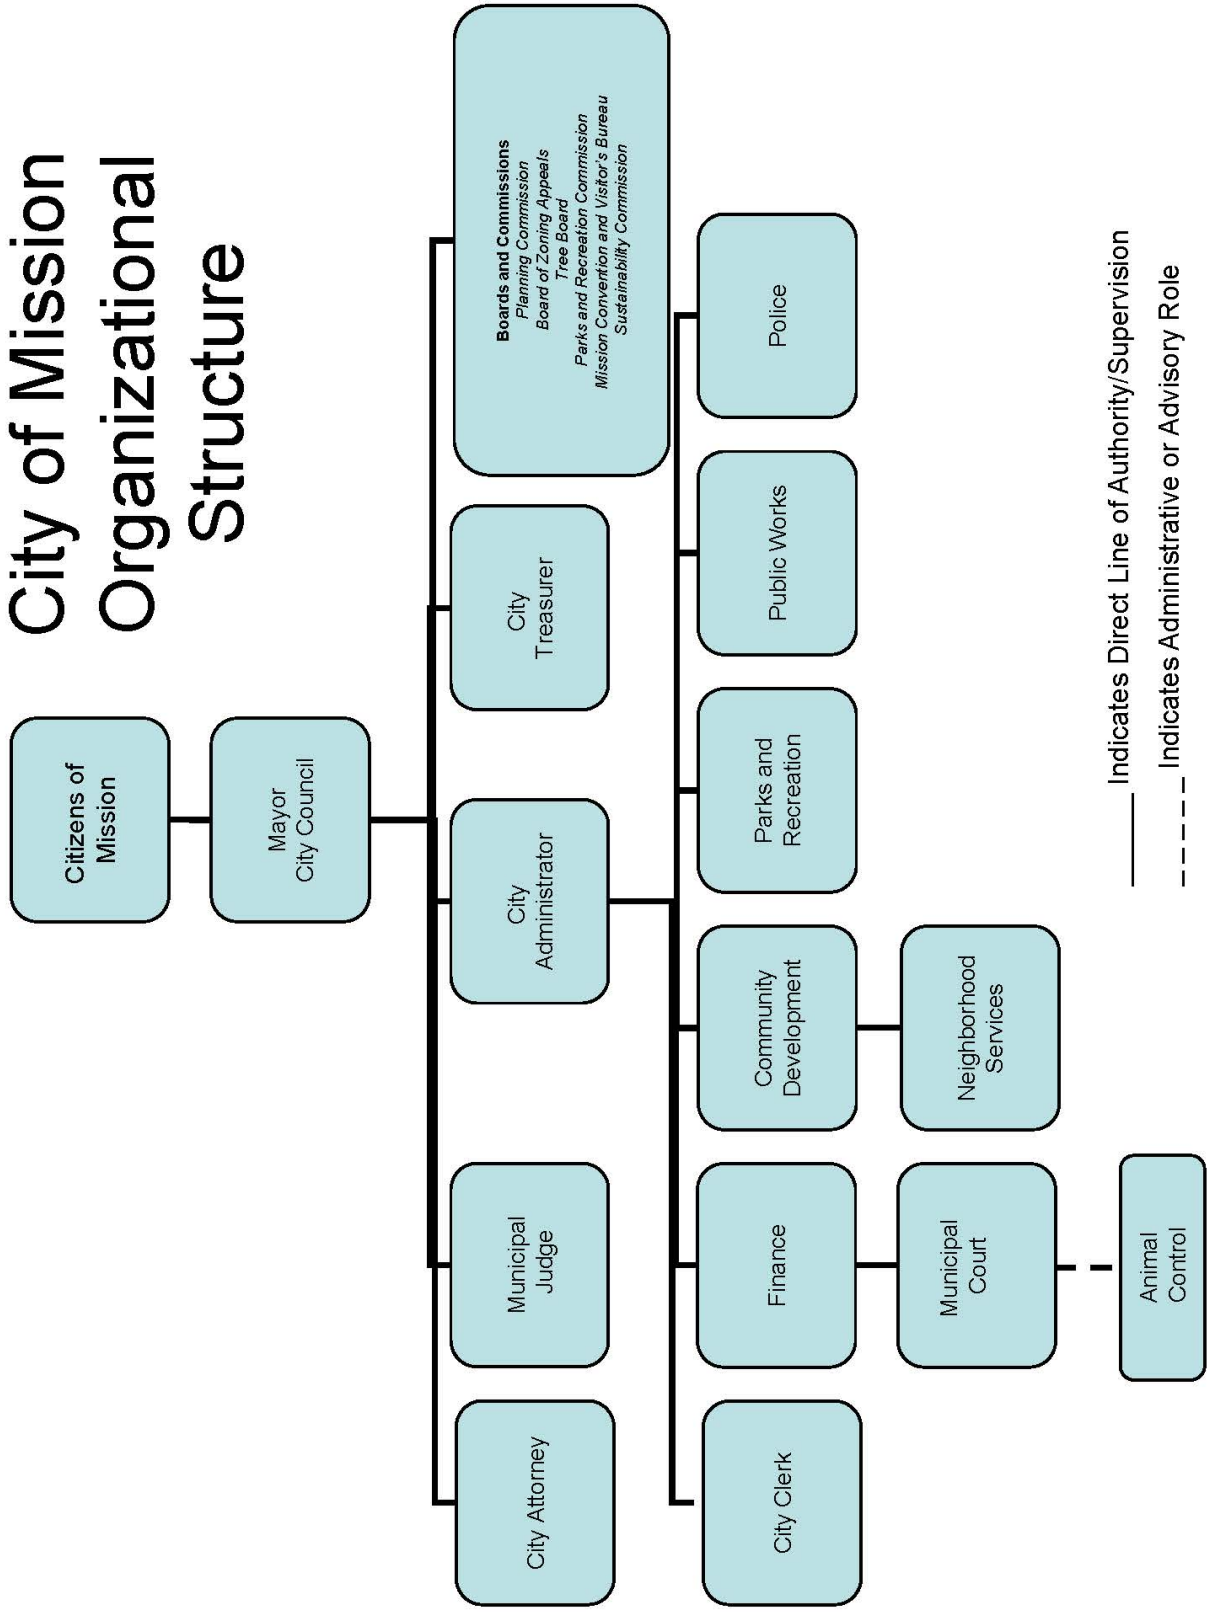 City of Mission
Organizational
Structure
Citizens of
Mission
Mayor
City Council
City Attorney
Municipal
Judge
City
Administrator
City
Treasurer
Boards and Commissions
Planning Commission
Board of Zoning Appeals
Tree Board
Parks and Recreation Commission
Mission Convention and Visitor's Bureau
Sustainability Commission
City Clerk
Finance
Community
Development
Parks and
Recreation
Public Works
Police
Municipal
Court
Neighborhood
Services
Animal
Control
Indicates Direct Line of Authority/Supervision
Indicates Administrative or Advisory Role